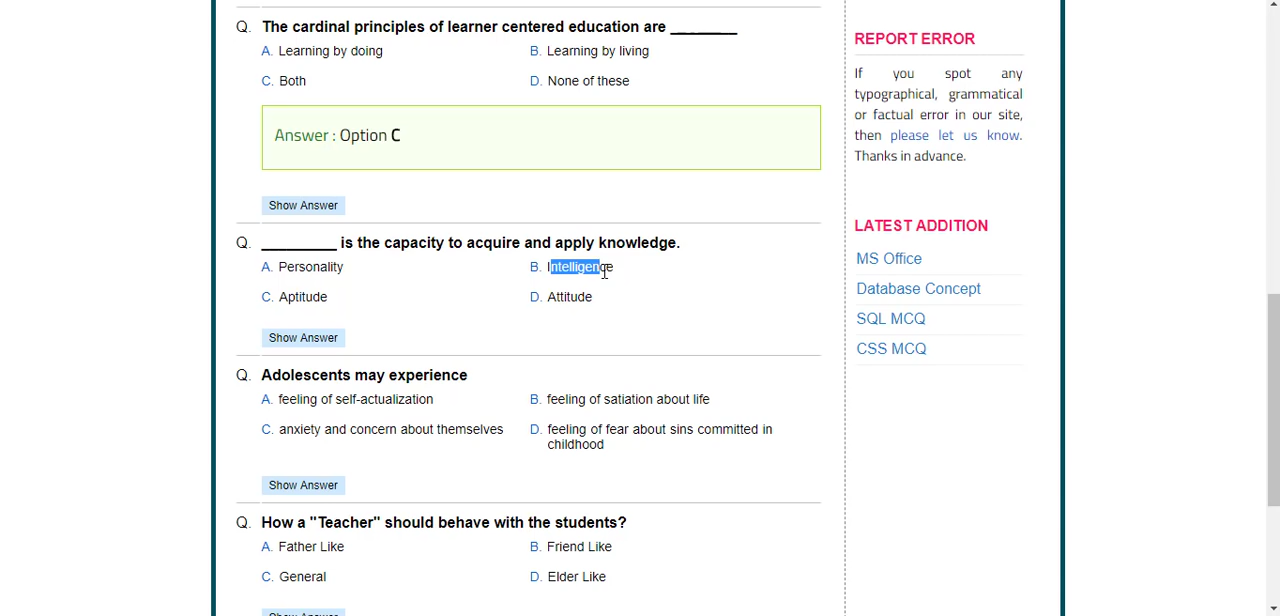 Q. The cardinal principles of learner centered education are ________
A. Learning by doing
B. Learning by living
C. Both
D. None of these
Answer : Option C
Show Answer
Q. _________ is the capacity to acquire and apply knowledge.
A. Personality
B. Intelligence
C. Aptitude
D. Attitude
Show Answer
Q. Adolescents may experience
A. feeling of self-actualization
B. feeling of satiation about life
C. anxiety and concern about themselves
D. feeling of fear about sins committed in
childhood
Show Answer
Q. How a "Teacher" should behave with the students?
A. Father Like
B. Friend Like
C. General
D. Elder Like
Show Answer
REPORT ERROR
If you spot any
typographical, grammatical
or factual error in our site,
then please let us know.
Thanks in advance.
LATEST ADDITION
MS Office
Database Concept
SQL MCQ
CSS MCQ